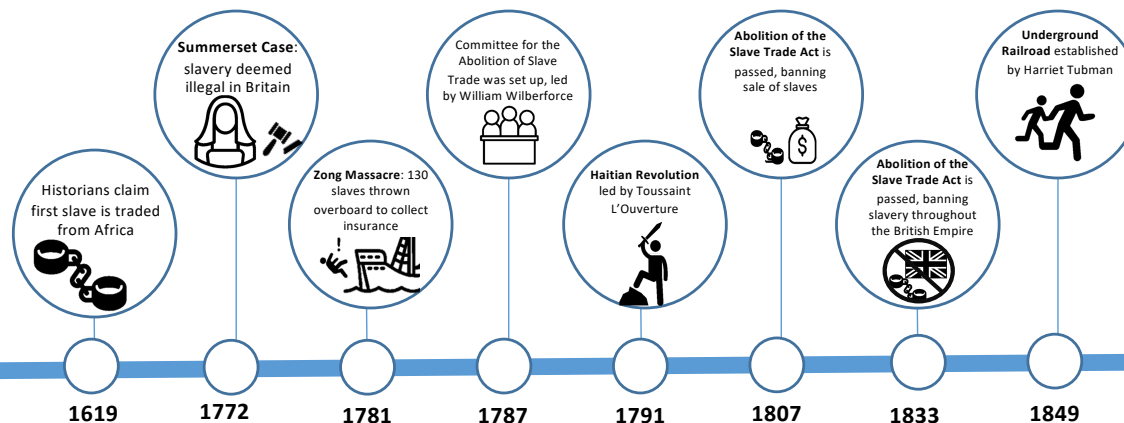 Historians claim
first slave is traded
from Africa
1619
Summerset Case:
slavery deemed
illegal in Britain
1772
Zong Massacre: 130
slaves thrown
overboard to collect
insurance
!
1781
Committee for the
Abolition of Slave
Trade was set up, led
by William Wilberforce
1787
Haitian Revolution
led by Toussaint
L’Ouverture
1791
Abolition of the
Slave Trade Act is
passed, banning
sale of slaves
$
1807
Abolition of the
Slave Trade Act is
passed, banning
slavery throughout
the British Empire
1833
Underground
Railroad established
by Harriet Tubman
1849